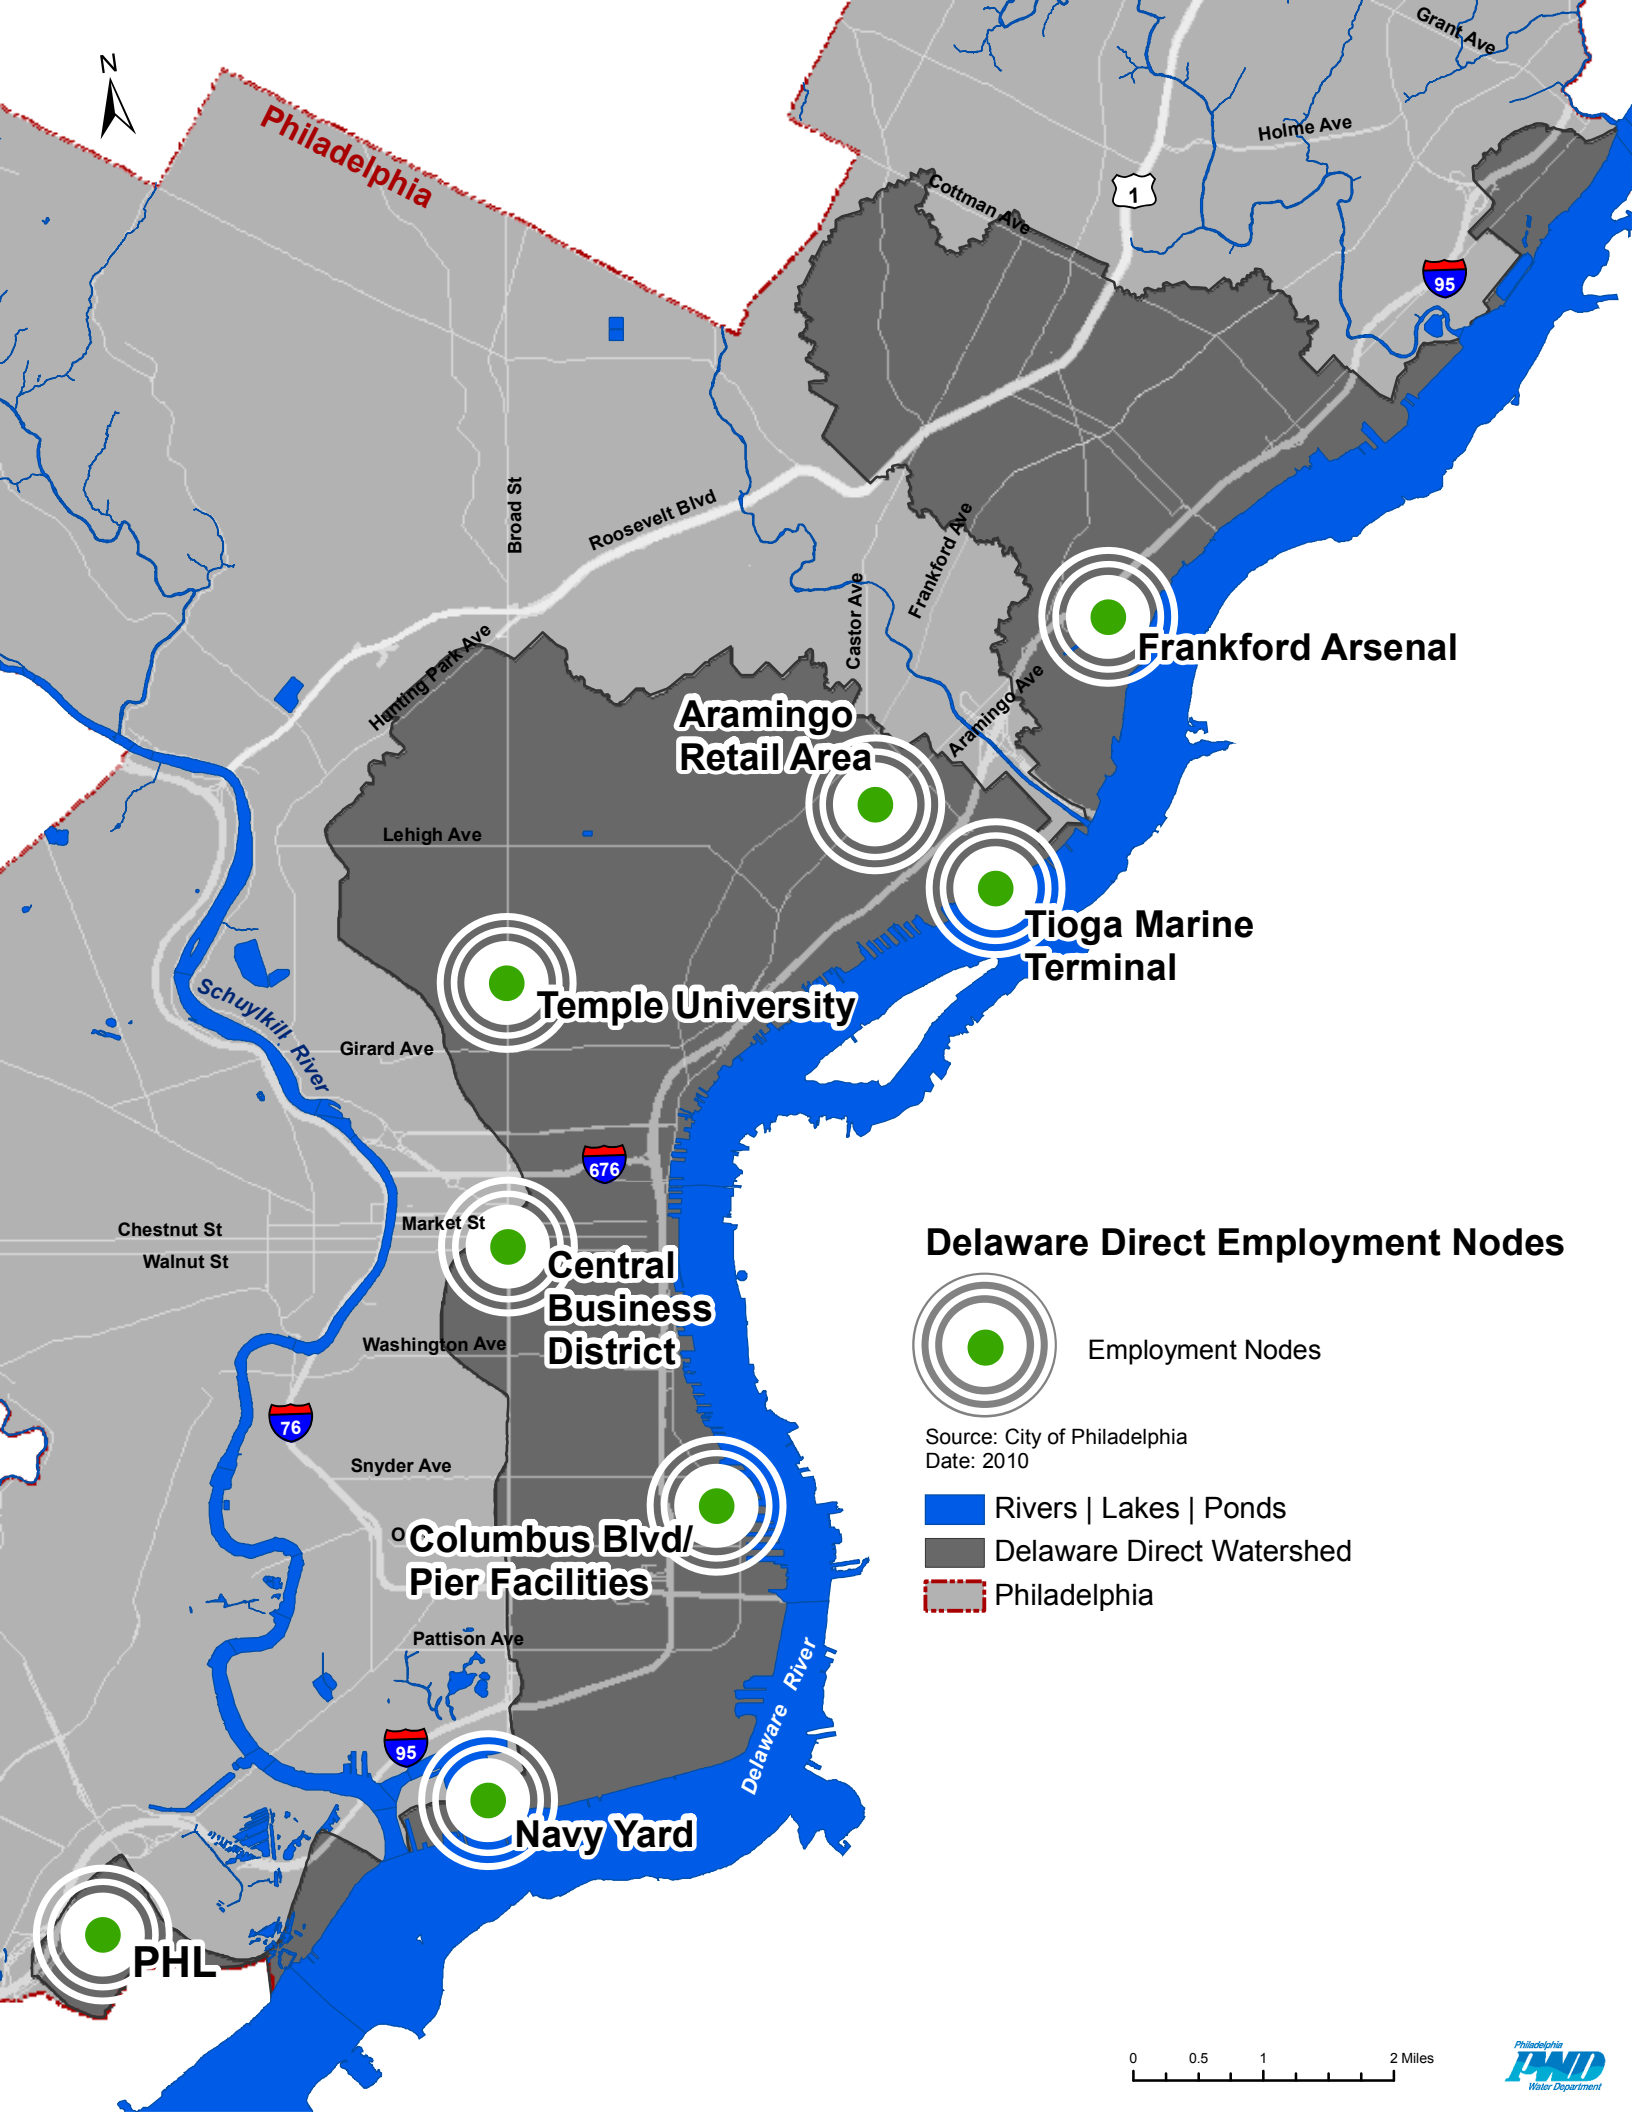 N
Philadelphia
Grant Ave
Holme Ave
Cottman Ave
1
95
Broad St
Roosevelt Blvd
Hunting Park Ave
Castor Ave
Frankford Ave
Aramingo Ave
Frankford Arsenal
Aramingo
Retail Area
Lehigh Ave
Tioga Marine
Terminal
Temple University
Schuylkill River
Girard Ave
676
Chestnut St
Market St
Walnut St
Central
Business
District
Washington Ave
76
Snyder Ave
O
Columbus Blvd/
Pier Facilities
Pattison Ave
Delaware River
95
Navy Yard
PHL
Delaware Direct Employment Nodes
Employment Nodes
Source: City of Philadelphia
Date: 2010
Rivers | Lakes | Ponds
Delaware Direct Watershed
Philadelphia
0 0.5 1 2 Miles
Philadelphia
PWD
Water Department